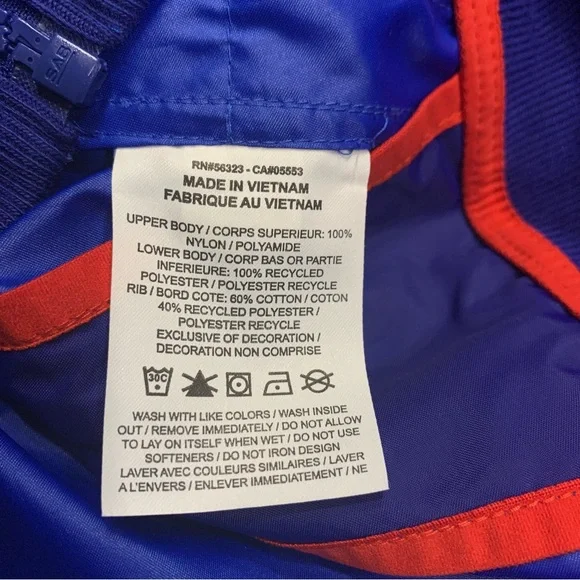 SABS
RN#56323 - CA#05553
MADE IN VIETNAM
FABRIQUE AU VIETNAM
UPPER BODY / CORPS SUPERIEUR: 100%
NYLON / POLYAMIDE
LOWER BODY / CORP BAS OR PARTIE
INFERIEURE: 100% RECYCLED
POLYESTER / POLYESTER RECYCLE
RIB / BORD COTE: 60% COTTON / COTON
40% RECYCLED POLYESTER /
POLYESTER RECYCLE
EXCLUSIVE OF DECORATION /
DECORATION NON COMPRISE
30C
WASH WITH LIKE COLORS / WASH INSIDE
OUT / REMOVE IMMEDIATELY / DO NOT ALLOW
TO LAY ON ITSELF WHEN WET / DO NOT USE
SOFTENERS / DO NOT IRON DESIGN
LAVER AVEC COULEURS SIMILAIRES / LAVER
A L'ENVERS / ENLEVER IMMEDIATEMENT / NE